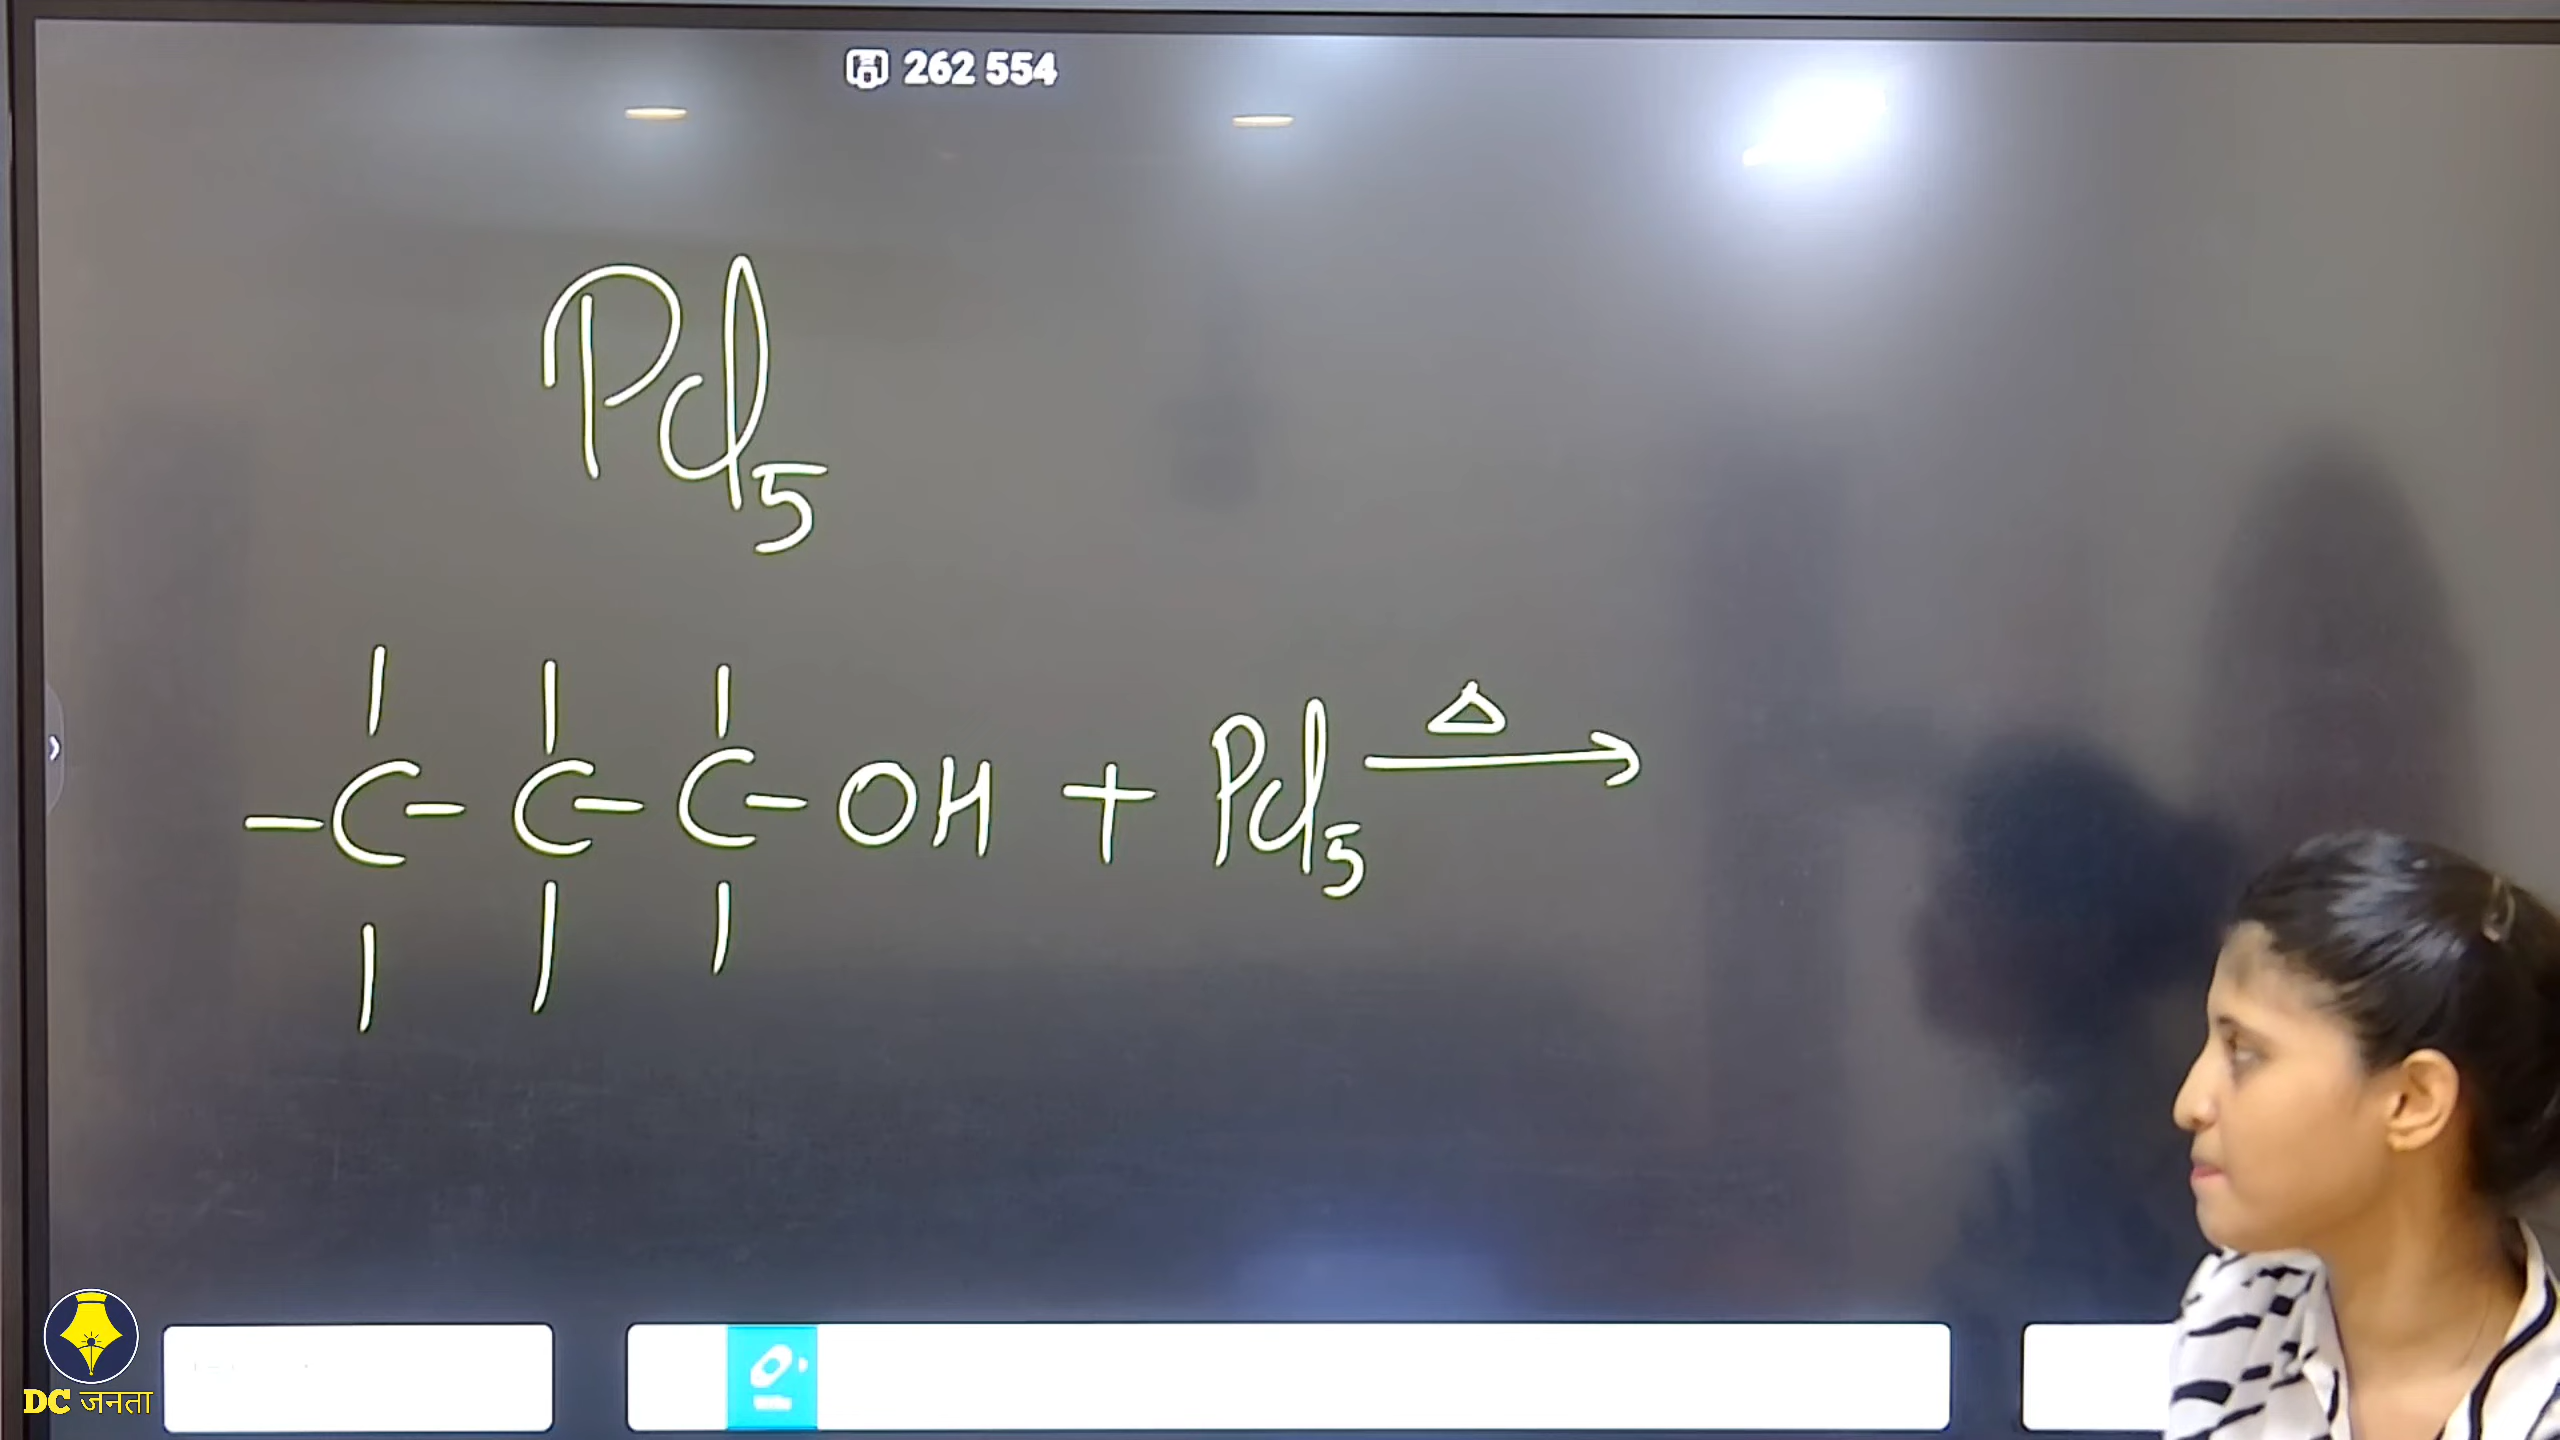 262 554
PCl₅
| | |
-C-C-C-OH + PCl₅ →
Δ
| | |
DC जनता